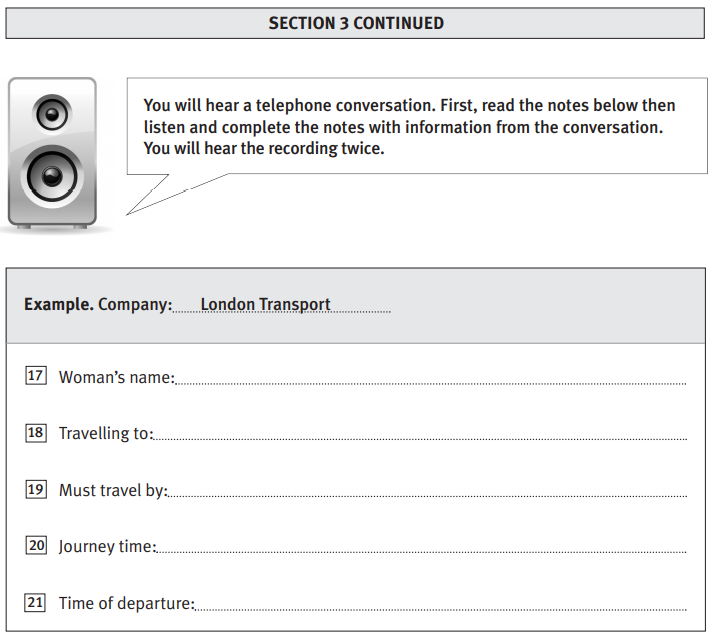 SECTION 3 CONTINUED
You will hear a telephone conversation. First, read the notes below then
listen and complete the notes with information from the conversation.
You will hear the recording twice.
Example. Company: London Transport
17 Woman's name:
18 Travelling to:
19 Must travel by:
20 Journey time:
21 Time of departure: